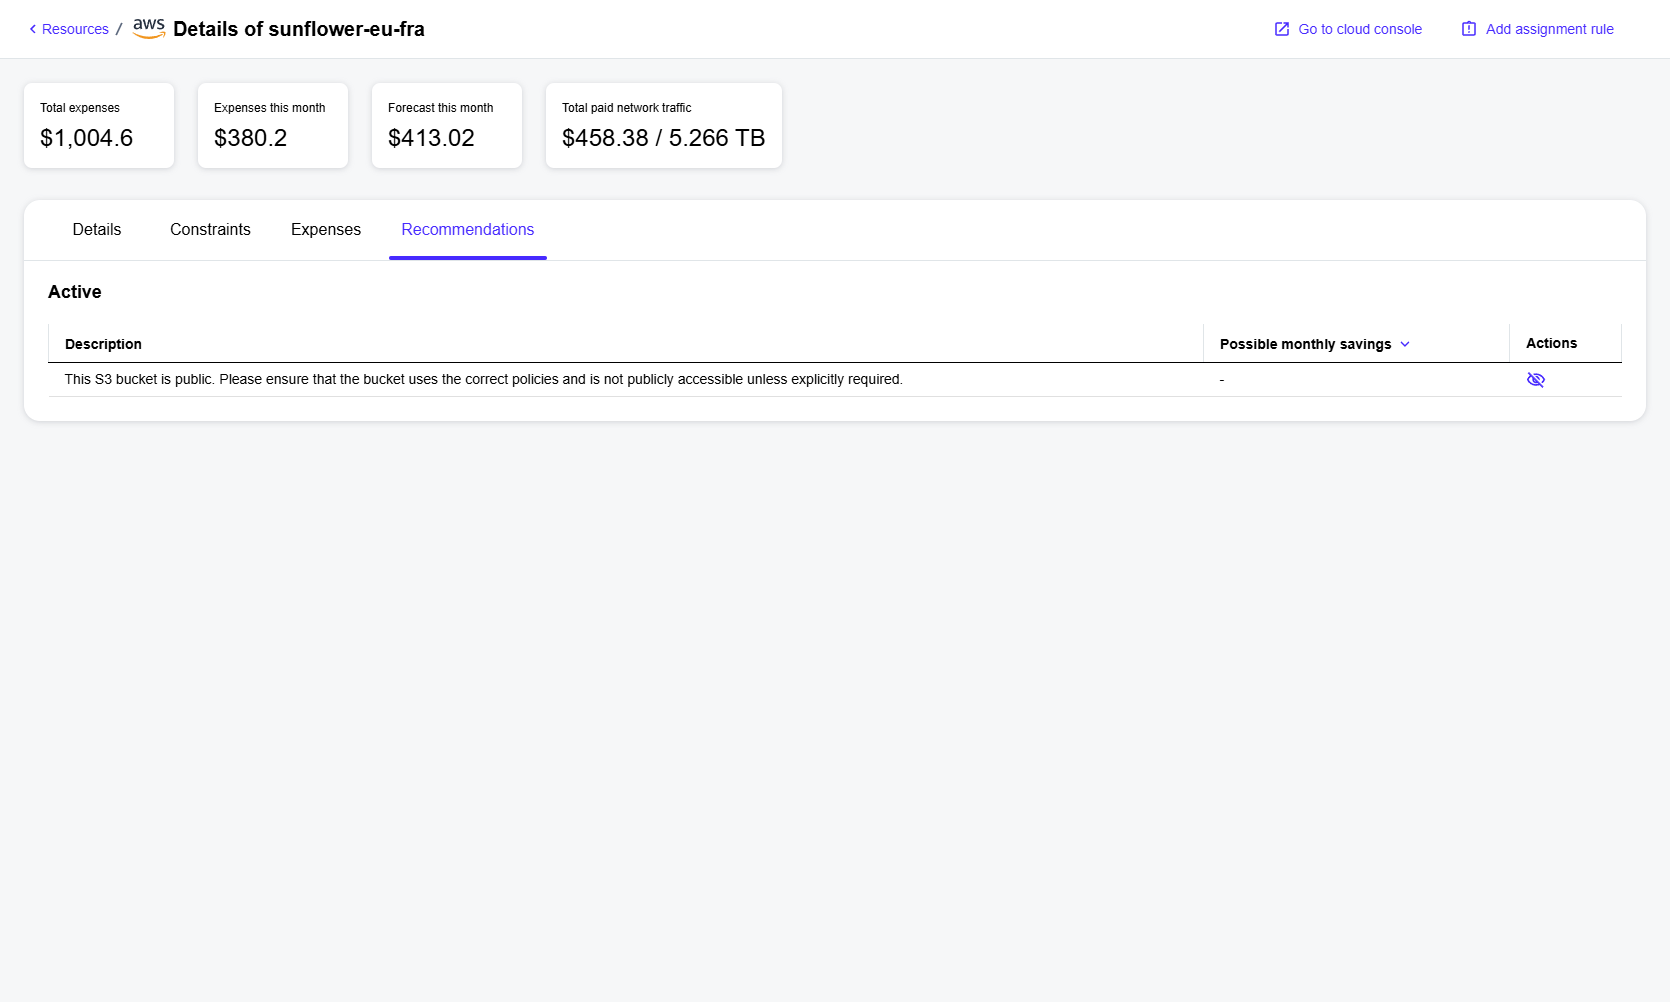 Resources / aws Details of sunflower-eu-fra
Go to cloud console
Add assignment rule
Total expenses
$1,004.6
Expenses this month
$380.2
Forecast this month
$413.02
Total paid network traffic
$458.38 / 5.266 TB
Details
Constraints
Expenses
Recommendations
Active
Description
Possible monthly savings
Actions
This S3 bucket is public. Please ensure that the bucket uses the correct policies and is not publicly accessible unless explicitly required.
-